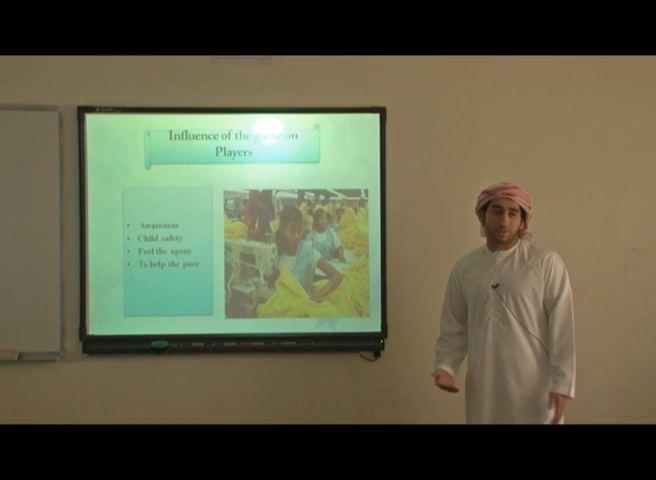 Influence of the game on
Players
• Awareness
• Child safety
• Feel the agony
• To help the poor